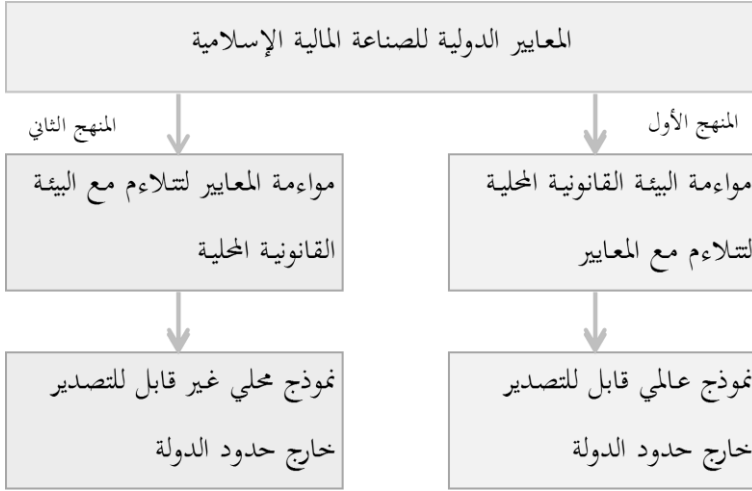 المعايير الدولية للصناعة المالية الإسلامية
المنهج الأول
مواءمة البيئة القانونية المحلية
لتتلاءم مع المعايير
نموذج عالمي قابل للتصدير
خارج حدود الدولة
المنهج الثاني
مواءمة المعايير لتتلاءم مع البيئة
القانونية المحلية
نموذج محلي غير قابل للتصدير
خارج حدود الدولة